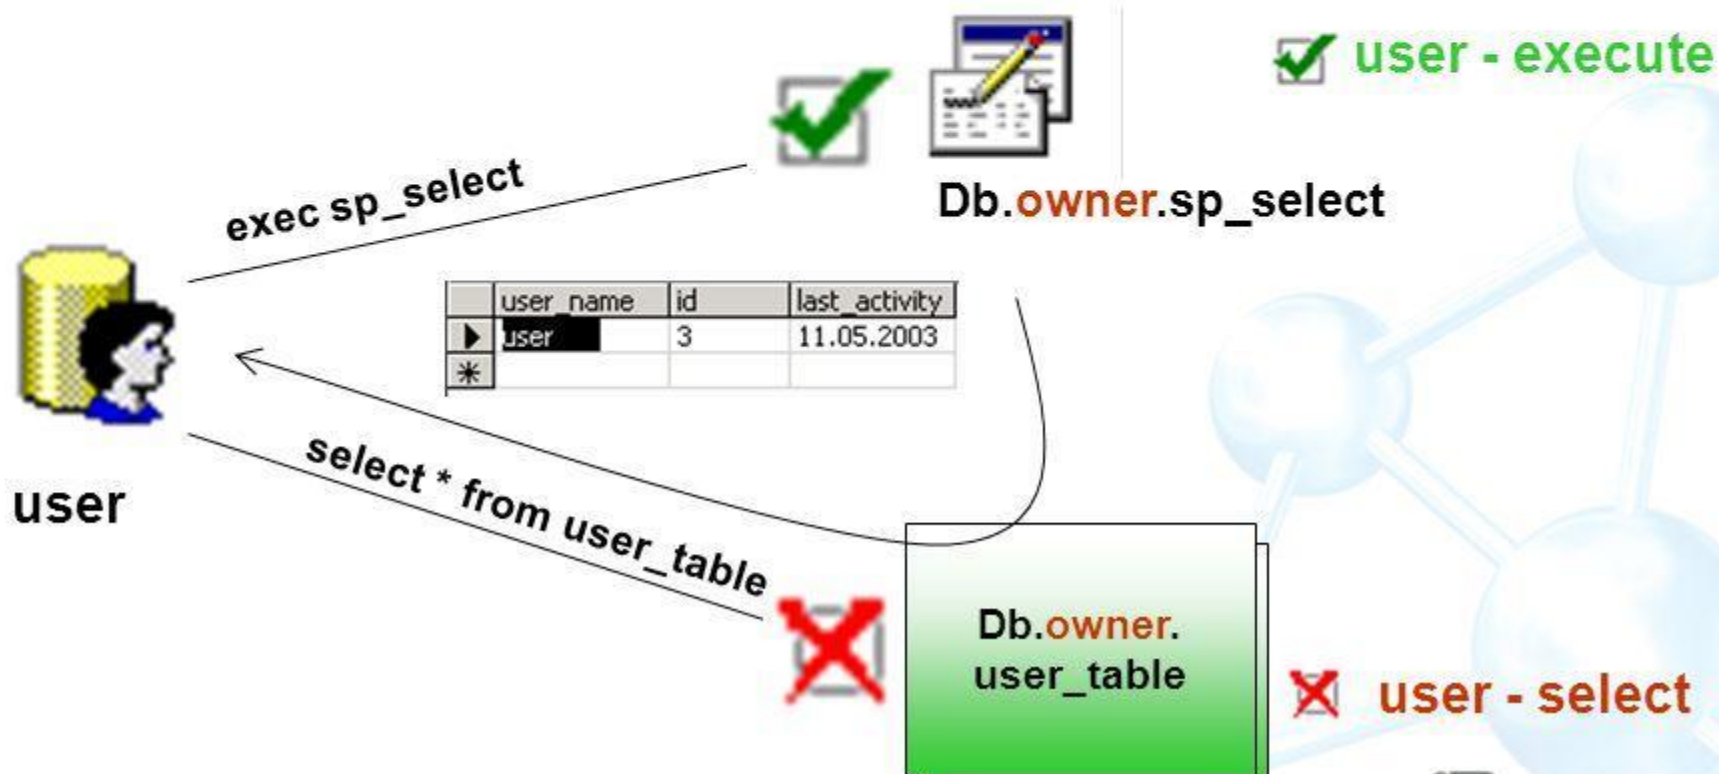 user - execute
exec sp_select
Db.owner.sp_select
user_name id last_activity
user 3 11.05.2003
user
select * from user_table
Db.owner.
user_table
user - select